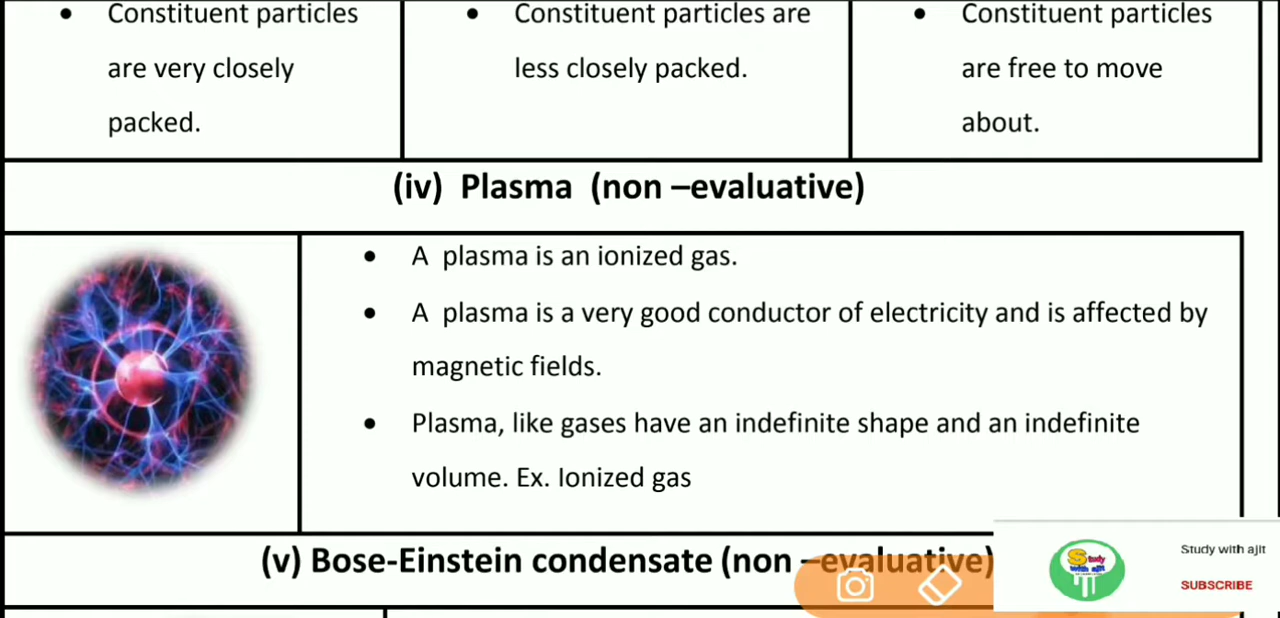 • Constituent particles
are very closely
packed.
• Constituent particles are
less closely packed.
• Constituent particles
are free to move
about.
(iv) Plasma (non –evaluative)
• A plasma is an ionized gas.
• A plasma is a very good conductor of electricity and is affected by
magnetic fields.
• Plasma, like gases have an indefinite shape and an indefinite
volume. Ex. Ionized gas
(v) Bose-Einstein condensate (non –evaluative)
Study with ajit
SUBSCRIBE
Study
with ajit